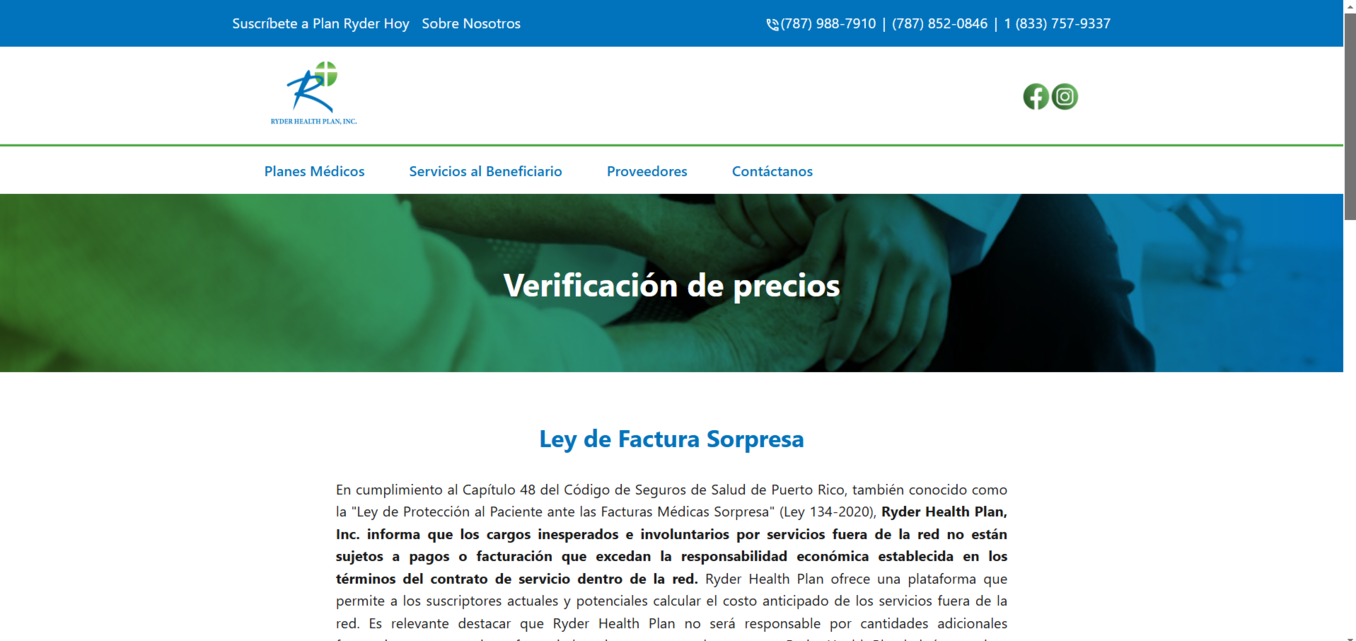 Suscríbete a Plan Ryder Hoy Sobre Nosotros (787) 988-7910 | (787) 852-0846 | 1 (833) 757-9337
RYDER HEALTH PLAN, INC.
Planes Médicos Servicios al Beneficiario Proveedores Contáctanos
Verificación de precios
Ley de Factura Sorpresa
En cumplimiento al Capítulo 48 del Código de Seguros de Salud de Puerto Rico, también conocido como
la "Ley de Protección al Paciente ante las Facturas Médicas Sorpresa" (Ley 134-2020), Ryder Health Plan,
Inc. informa que los cargos inesperados e involuntarios por servicios fuera de la red no están
sujetos a pagos o facturación que excedan la responsabilidad económica establecida en los
términos del contrato de servicio dentro de la red. Ryder Health Plan ofrece una plataforma que
permite a los suscriptores actuales y potenciales calcular el costo anticipado de los servicios fuera de la
red. Es relevante destacar que Ryder Health Plan no será responsable por cantidades adicionales